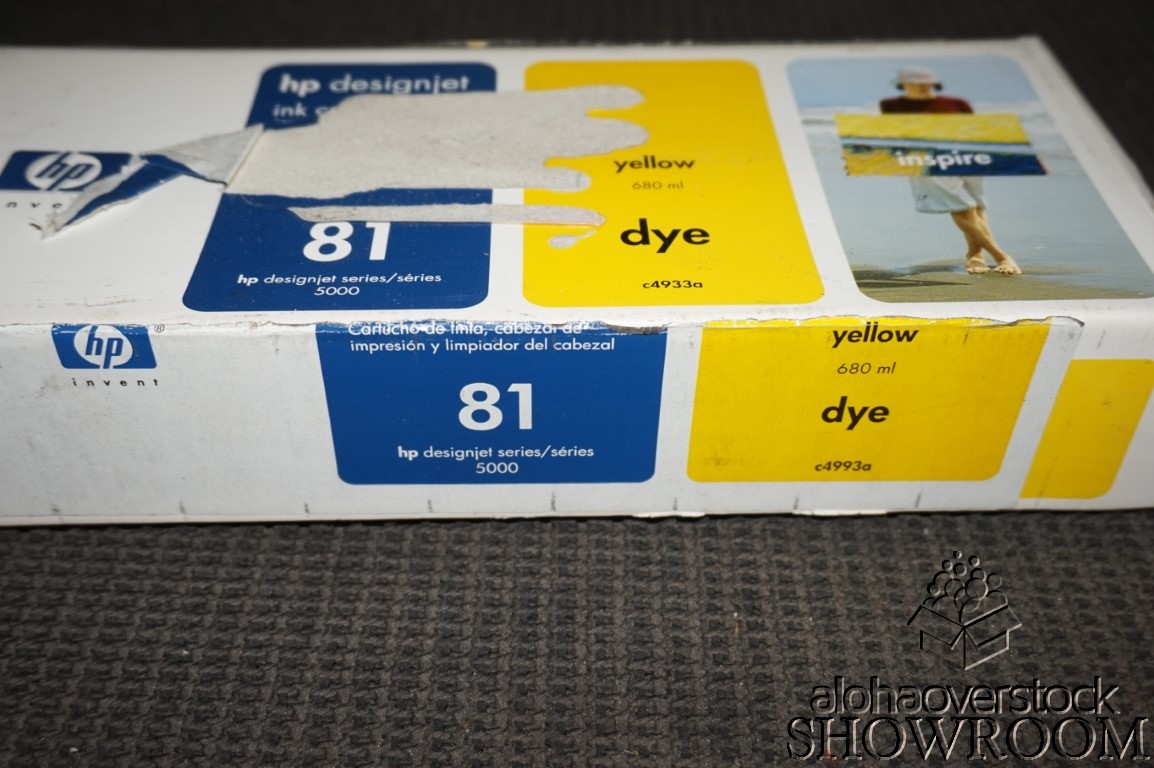 hp designjet
ink
hp
yellow
680 ml
inspire
81
dye
hp designjet series/séries
5000
c4933a
hp ®
invent
Cartucho de tinta, cabezal de
impresión y limpiador del cabezal
81
hp designjet series/séries
5000
yellow
680 ml
dye
c4993a
alohaoverstock
SHOWROOM